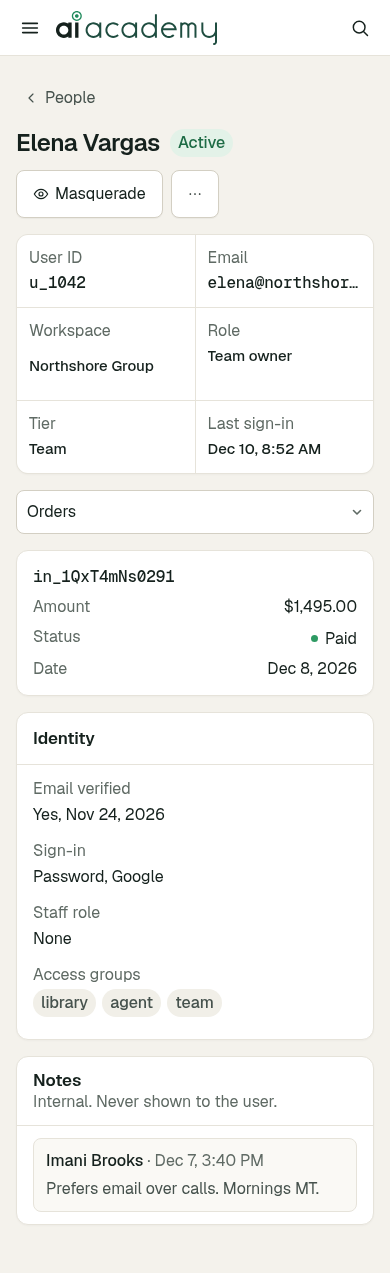 ai academy
People
Elena Vargas
Active
Masquerade
...
User ID
u_1042
Email
elena@northshor…
Workspace
Northshore Group
Role
Team owner
Tier
Team
Last sign-in
Dec 10, 8:52 AM
Orders
in_1QxT4mNs0291
Amount
$1,495.00
Status
Paid
Date
Dec 8, 2026
Identity
Email verified
Yes, Nov 24, 2026
Sign-in
Password, Google
Staff role
None
Access groups
library agent team
Notes
Internal. Never shown to the user.
Imani Brooks · Dec 7, 3:40 PM
Prefers email over calls. Mornings MT.